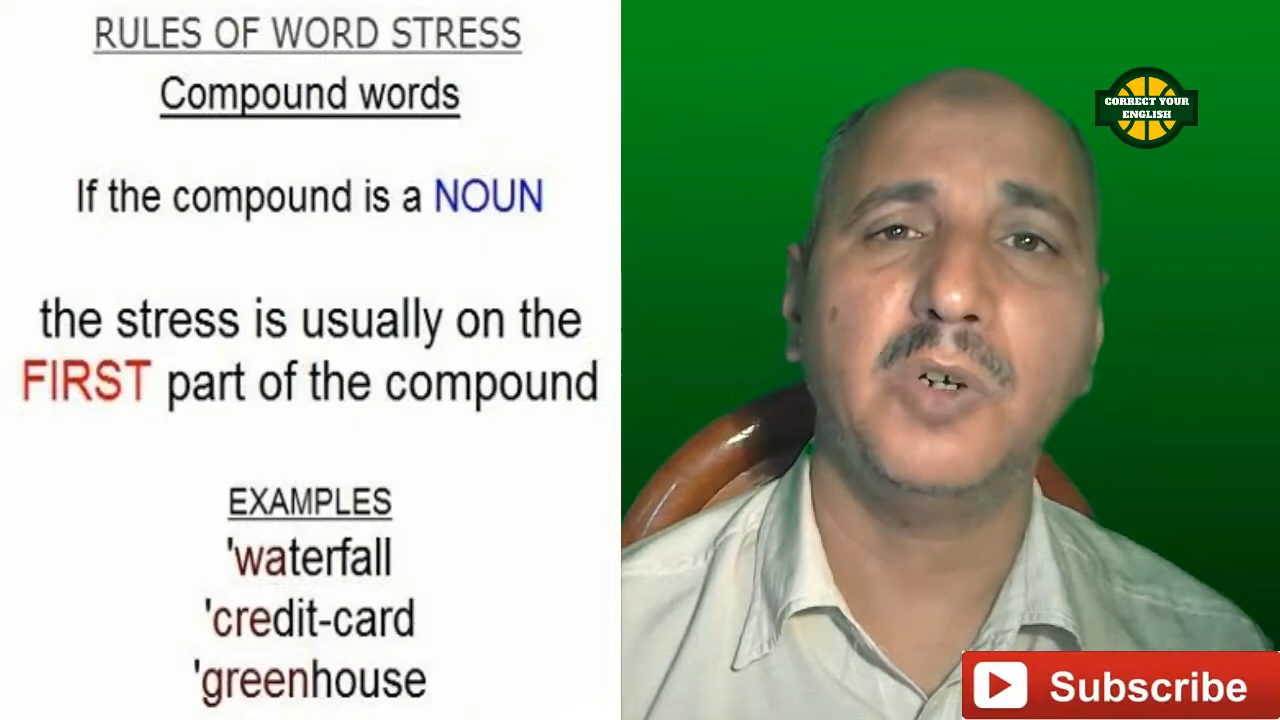 RULES OF WORD STRESS
Compound words
If the compound is a NOUN
the stress is usually on the
FIRST part of the compound
EXAMPLES
'waterfall
'credit-card
'greenhouse
CORRECT YOUR
ENGLISH
Subscribe